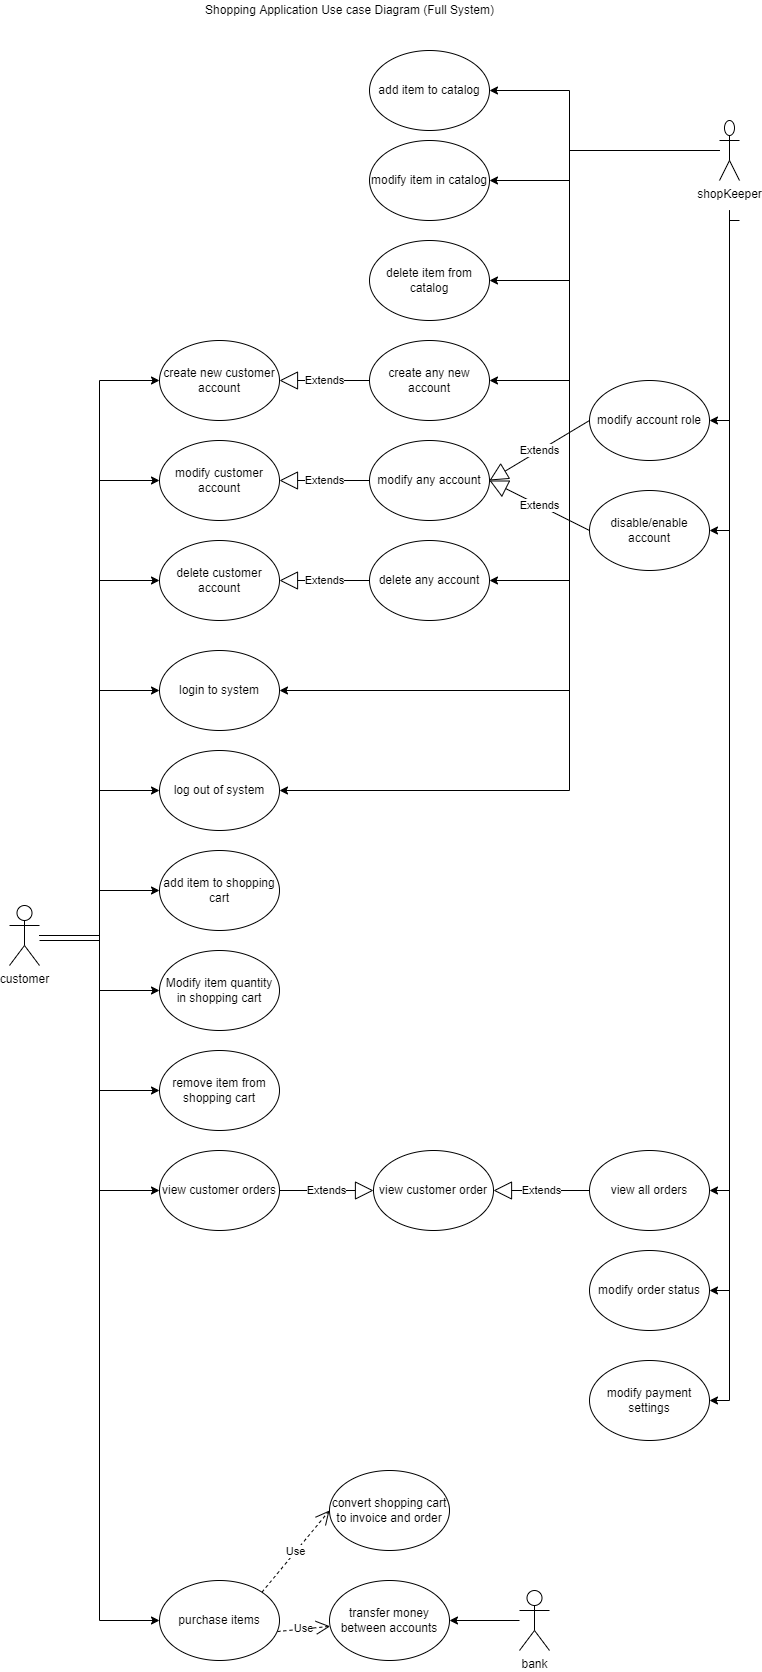 Shopping Application Use case Diagram (Full System)
add item to catalog
modify item in catalog
shopKeeper
delete item from
catalog
create new customer
account
Extends
create any new
account
modify account role
Extends
modify customer
account
Extends
modify any account
Extends
disable/enable
account
delete customer
account
Extends
delete any account
login to system
log out of system
add item to shopping
cart
customer
Modify item quantity
in shopping cart
remove item from
shopping cart
view customer orders
Extends
view customer order
Extends
view all orders
modify order status
modify payment
settings
convert shopping cart
to invoice and order
Use
purchase items
Use
transfer money
between accounts
bank